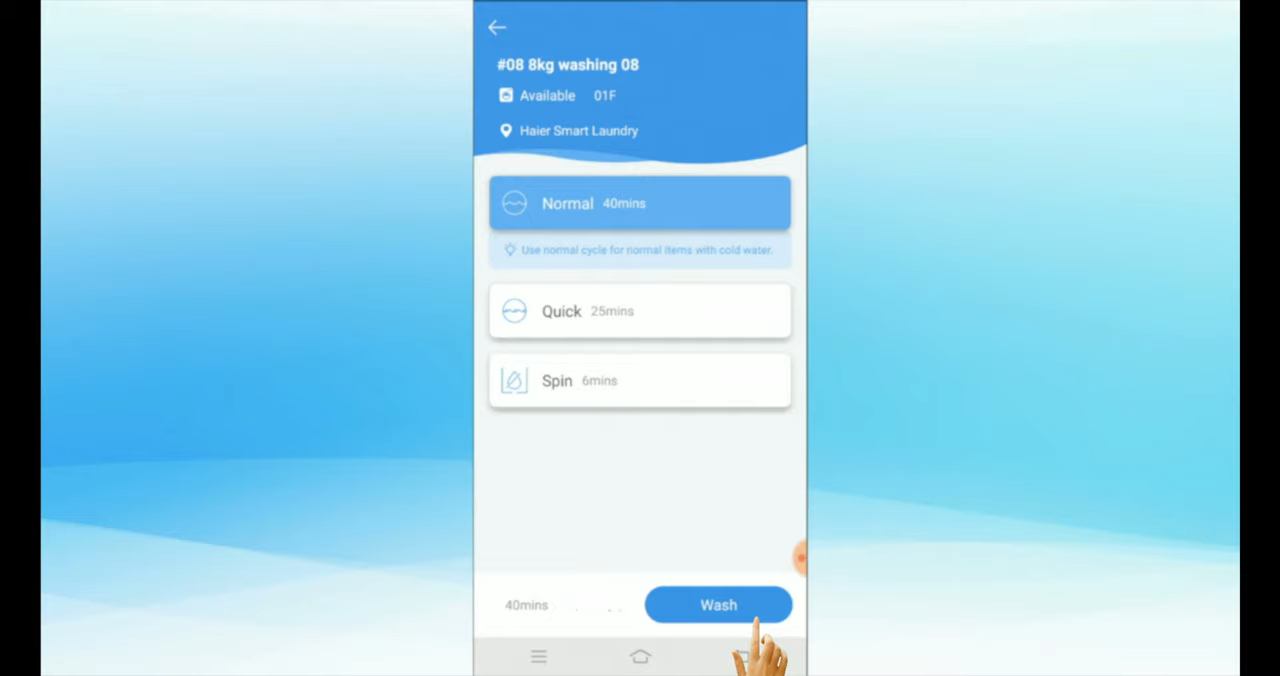 #08 8kg washing 08
Available 01F
Haier Smart Laundry
Normal 40mins
Use normal cycle for normal items with cold water.
Quick 25mins
Spin 6mins
40mins
Wash